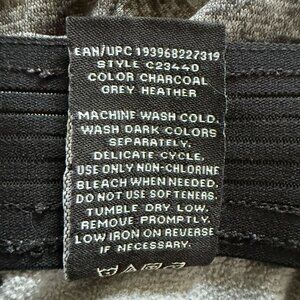 EAN/UPC 193968227319
STYLE C23440
COLOR CHARCOAL
GREY HEATHER
MACHINE WASH COLD.
WASH DARK COLORS
SEPARATELY.
DELICATE CYCLE.
USE ONLY NON-CHLORINE
BLEACH WHEN NEEDED.
DO NOT USE SOFTENERS.
TUMBLE DRY LOW.
REMOVE PROMPTLY.
LOW IRON ON REVERSE
IF NECESSARY.